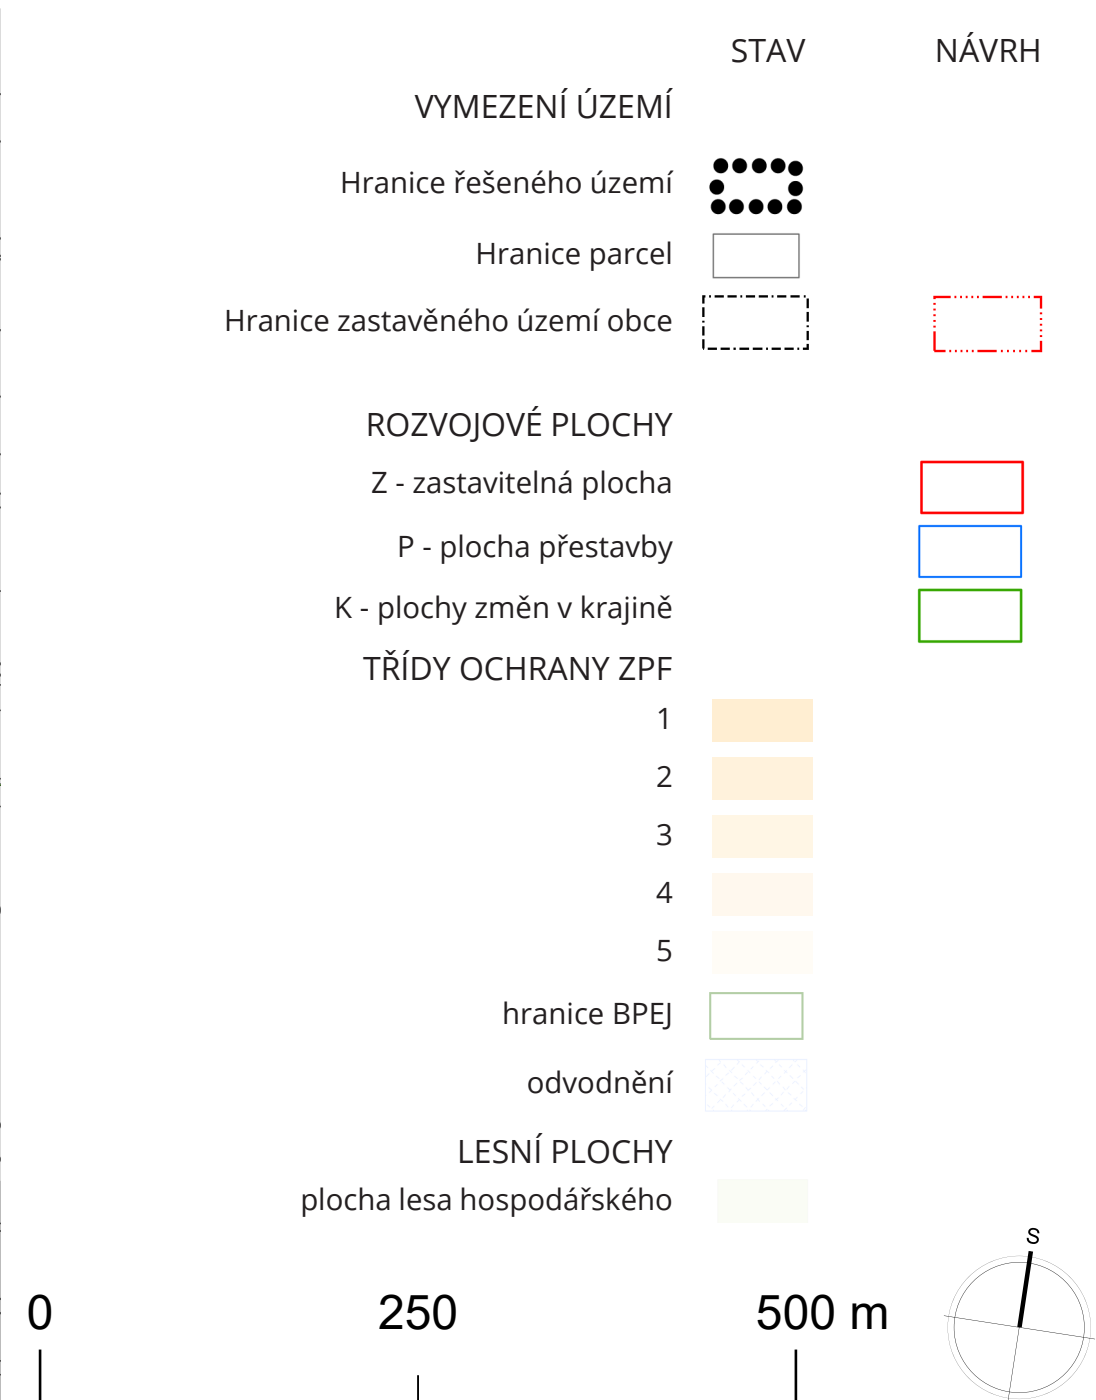 STAV NÁVRH
VYMEZENÍ ÚZEMÍ
Hranice řešeného území
Hranice parcel
Hranice zastavěného území obce
ROZVOJOVÉ PLOCHY
Z - zastavitelná plocha
P - plocha přestavby
K - plochy změn v krajině
TŘÍDY OCHRANY ZPF
1
2
3
4
5
hranice BPEJ
odvodnění
LESNÍ PLOCHY
plocha lesa hospodářského
S
0 250 500 m